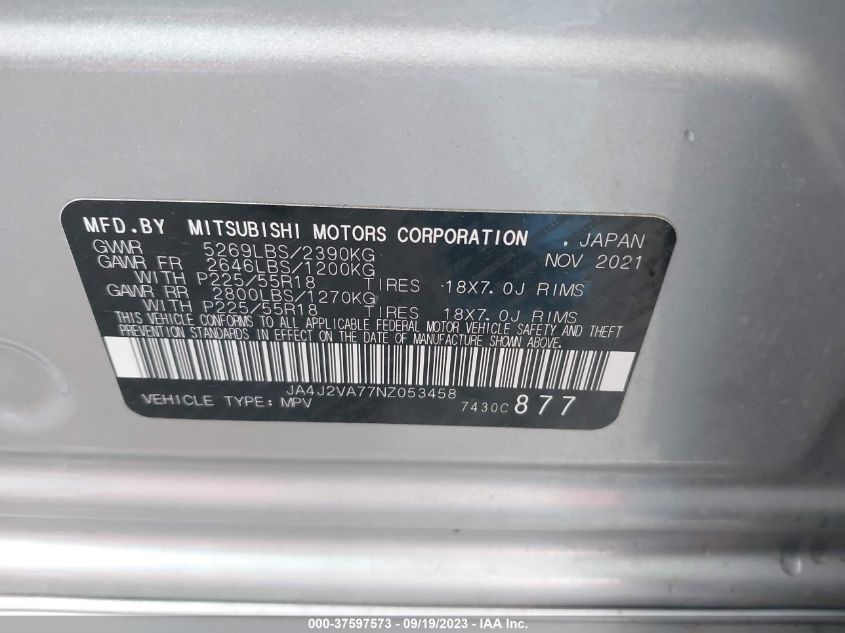 MFD.BY MITSUBISHI MOTORS CORPORATION , JAPAN
GVWR 5269LBS/2390KG NOV 2021
GAWR FR 2646LBS/1200KG
WITH P225/55R18 TIRES 18X7.0J RIMS
GAWR RR 2800LBS/1270KG
WITH P225/55R18 TIRES 18X7.0J RIMS
THIS VEHICLE CONFORMS TO ALL APPLICABLE FEDERAL MOTOR VEHICLE SAFETY AND THEFT
PREVENTION STANDARDS IN EFFECT ON THE DATE OF MANUFACTURE SHOWN ABOVE.
JA4J2VA77NZ053458
VEHICLE TYPE: MPV 7430C 877
000-37597573 - 09/19/2023 - IAA Inc.